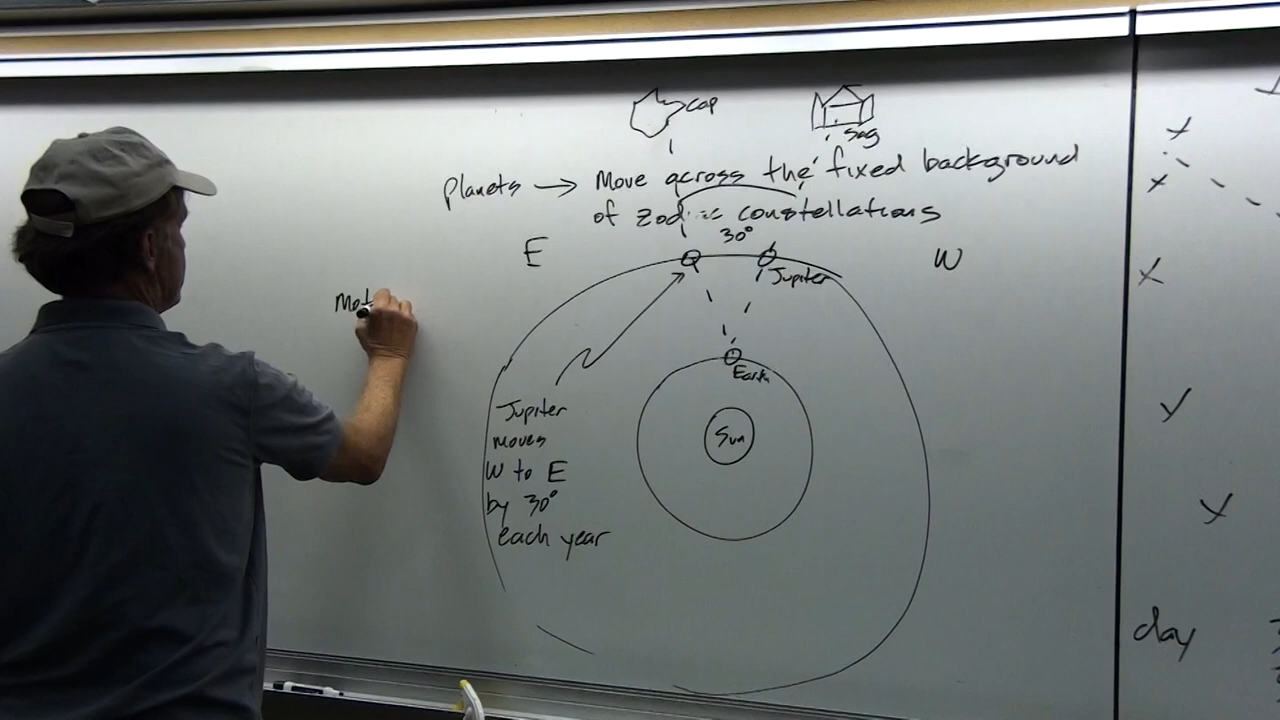 Cap
Sag
Planets → Move across the fixed background
of zodiac constellations
30°
E
W
Jupiter
Mot
Earth
Sun
Jupiter
moves
W to E
by 30°
each year
x
x
x
y
y
day